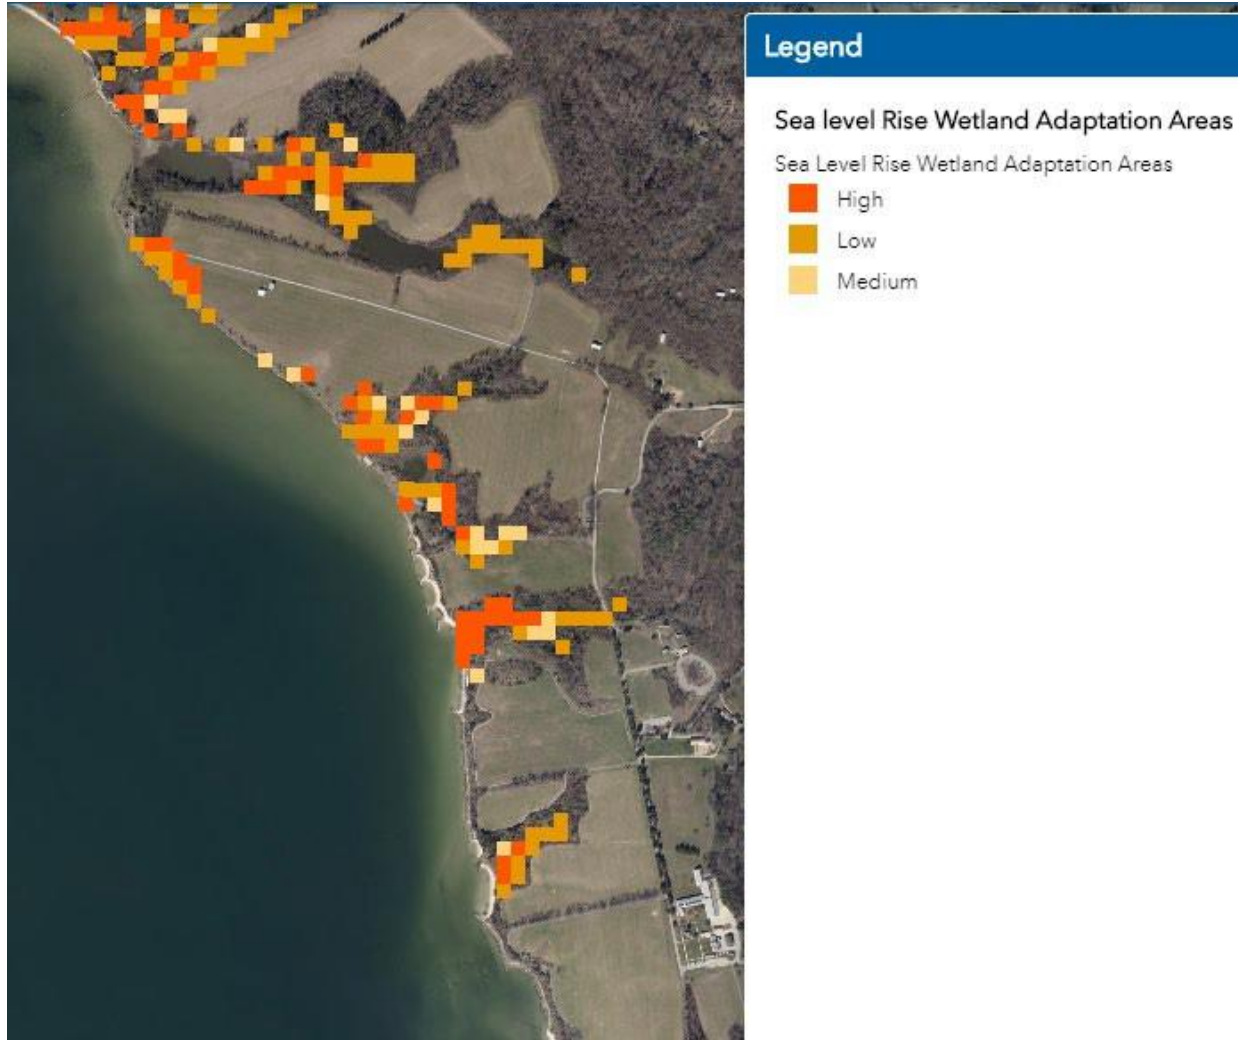 Legend
Sea level Rise Wetland Adaptation Areas
Sea Level Rise Wetland Adaptation Areas
High
Low
Medium